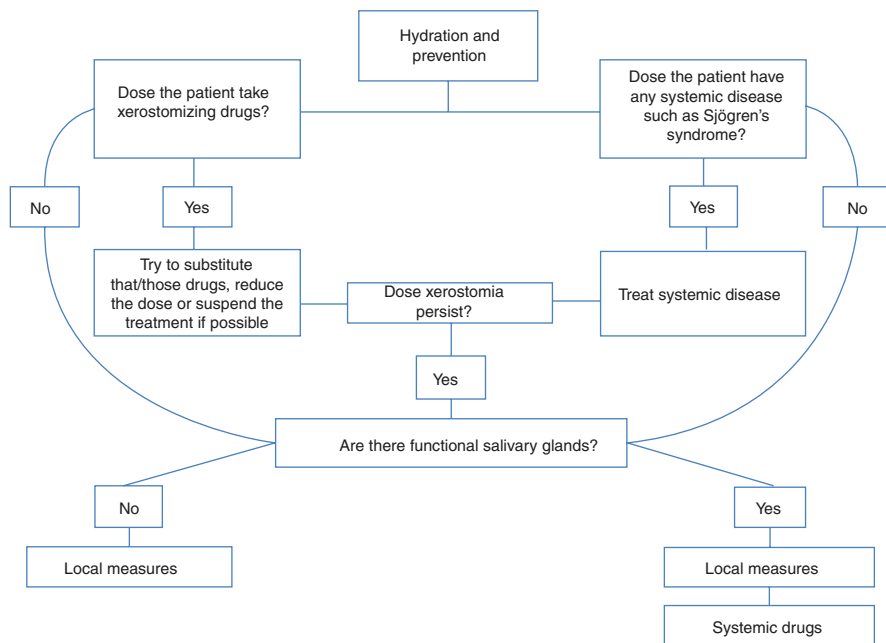 Hydration and
prevention
Dose the patient take
xerostomizing drugs?
Dose the patient have
any systemic disease
such as Sjögren's
syndrome?
No
Yes
Yes
No
Try to substitute
that/those drugs, reduce
the dose or suspend the
treatment if possible
Dose xerostomia
persist?
Treat systemic disease
Yes
Are there functional salivary glands?
No
Yes
Local measures
Local measures
Systemic drugs